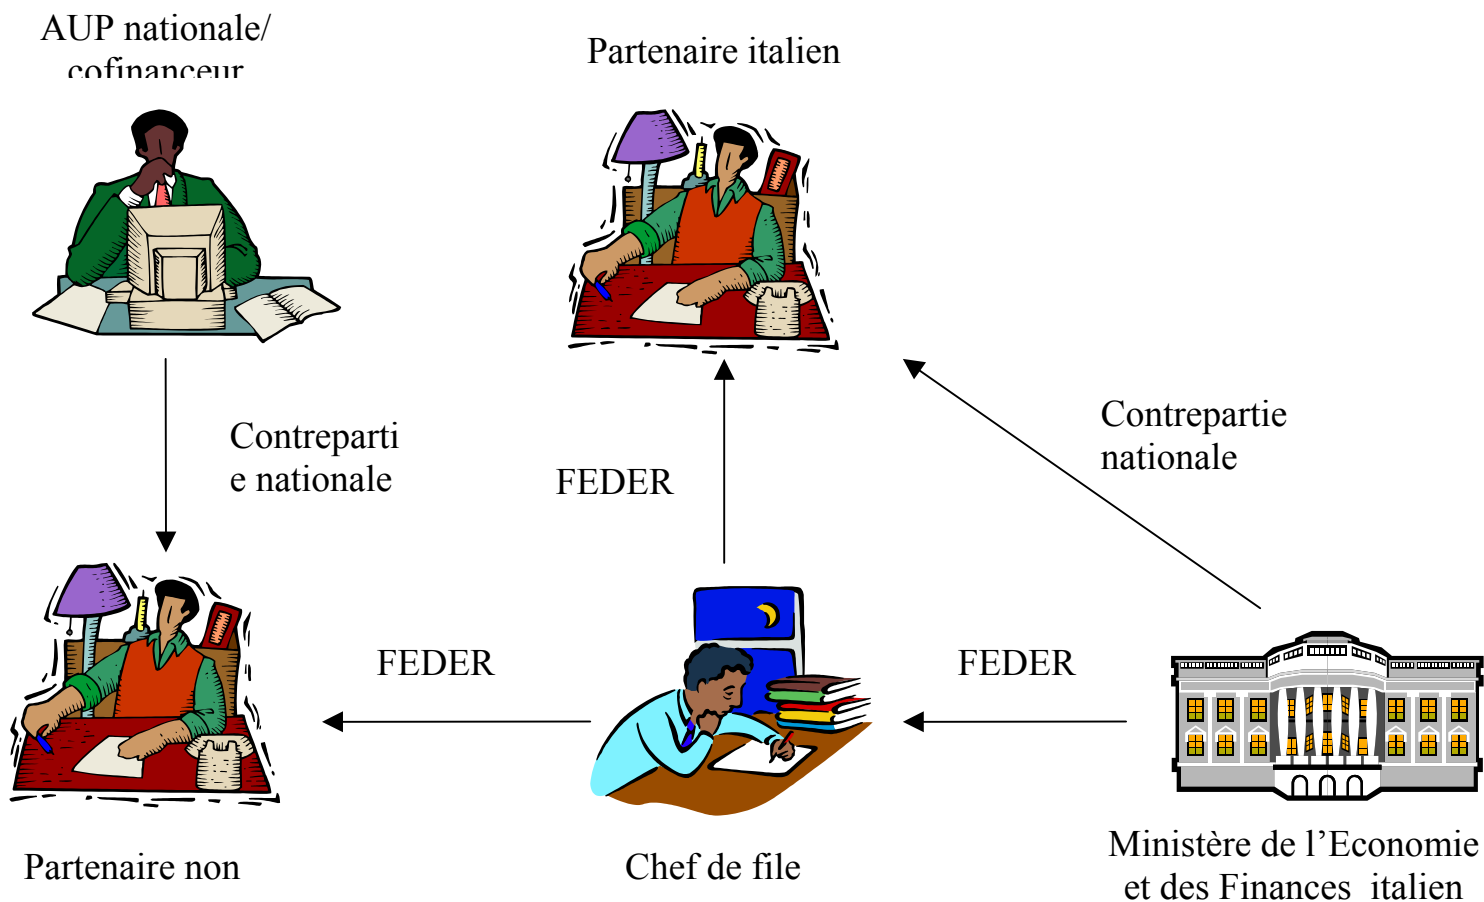 AUP nationale/
cofinanceur
Partenaire italien
Contreparti
e nationale
FEDER
Contrepartie
nationale
FEDER
FEDER
Partenaire non
Chef de file
Ministère de l’Economie
et des Finances italien